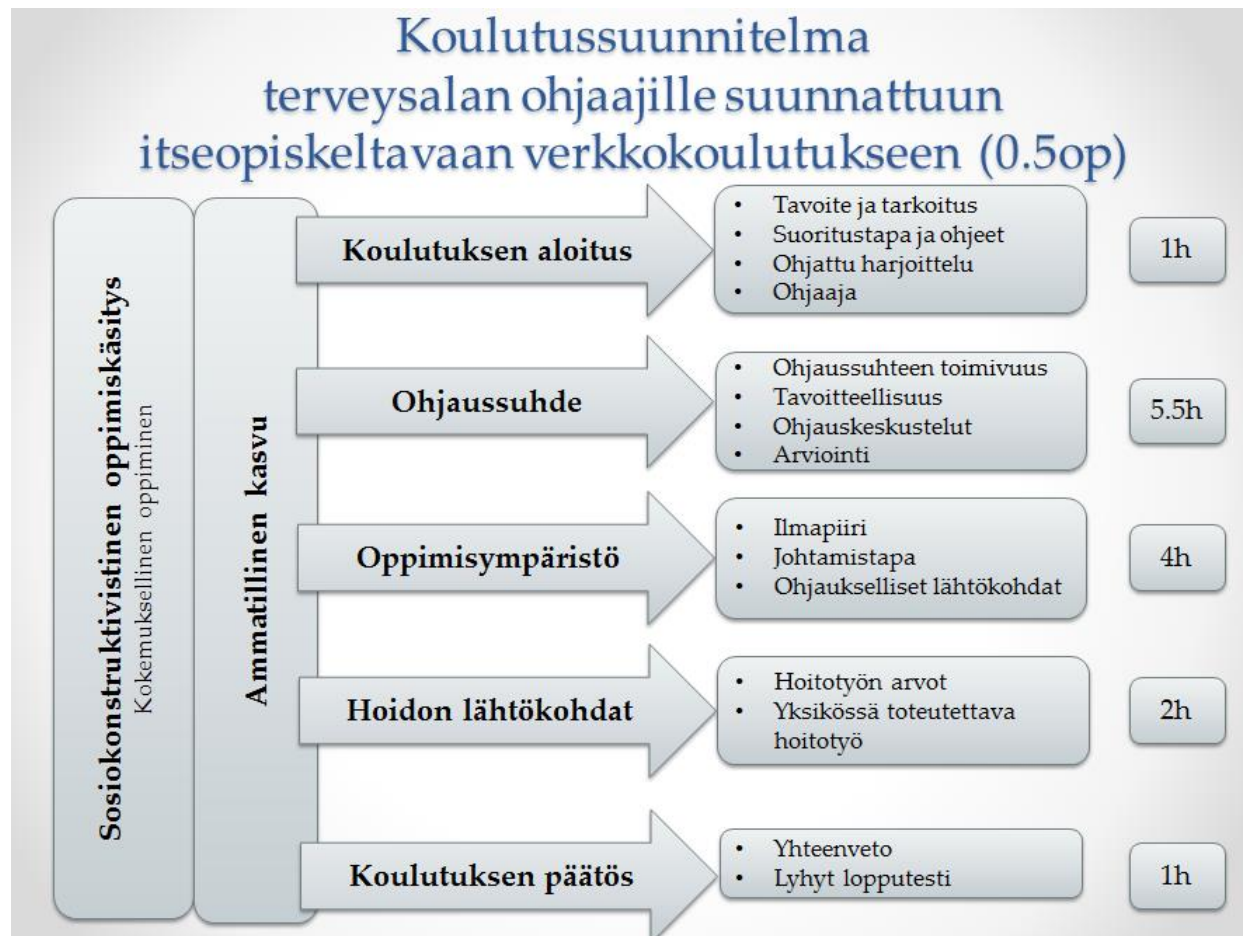 Koulutussuunnitelma
terveysalan ohjaajille suunnattuun
itseopiskeltavaan verkkokoulutukseen (0.5op)
Sosiokonstruktivistinen oppimiskäsitys
Kokemuksellinen oppiminen
Ammatillinen kasvu
Koulutuksen aloitus
• Tavoite ja tarkoitus
• Suoritustapa ja ohjeet
• Ohjattu harjoittelu
• Ohjaaja
1h
Ohjaussuhde
• Ohjaussuhteen toimivuus
• Tavoitteellisuus
• Ohjauskeskustelut
• Arviointi
5.5h
Oppimisympäristö
• Ilmapiiri
• Johtamistapa
• Ohjaukselliset lähtökohdat
4h
Hoidon lähtökohdat
• Hoitotyön arvot
• Yksikössä toteutettava
hoitotyö
2h
Koulutuksen päätös
• Yhteenveto
• Lyhyt lopputesti
1h